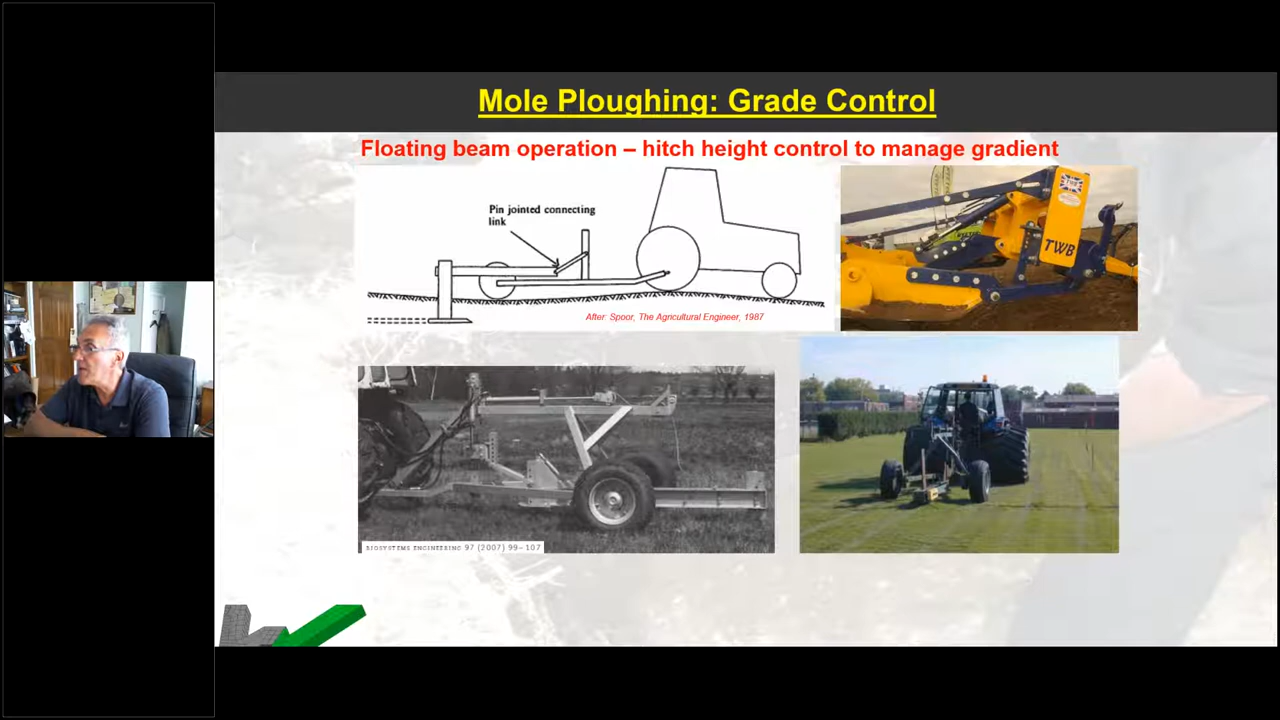 Mole Ploughing: Grade Control
Floating beam operation – hitch height control to manage gradient
Pin jointed connecting
link
After: Spoor, The Agricultural Engineer, 1987
TWB
BIOSYSTEMS ENGINEERING 97 (2007) 99–107